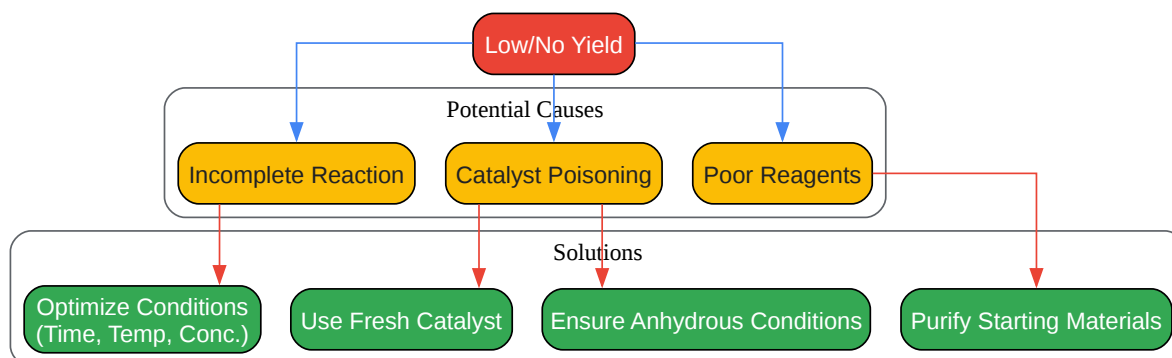 Low/No Yield
Potential Causes
Incomplete Reaction
Catalyst Poisoning
Poor Reagents
Solutions
Optimize Conditions
(Time, Temp, Conc.)
Use Fresh Catalyst
Ensure Anhydrous Conditions
Purify Starting Materials